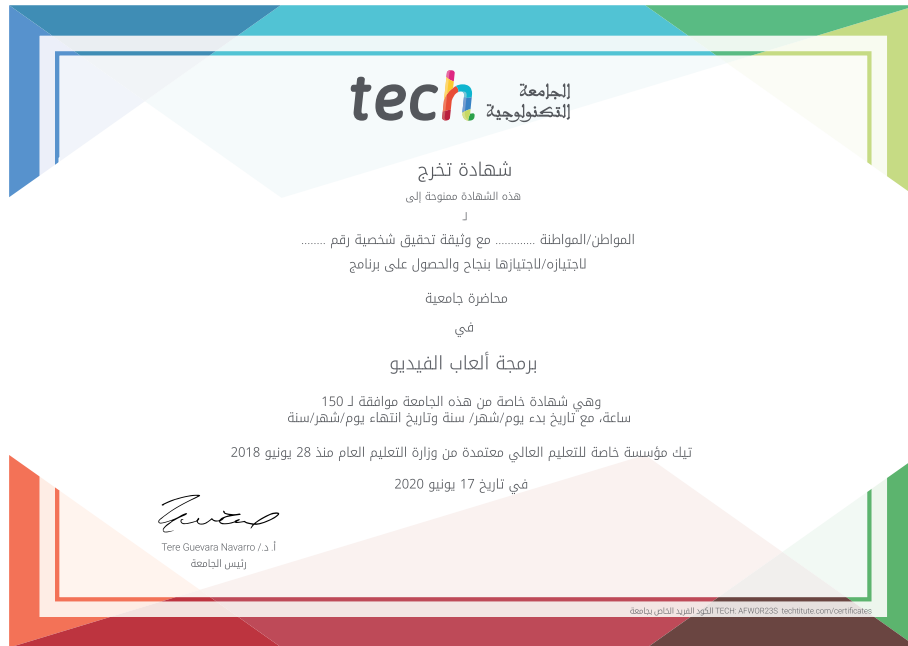 tech الجامعة
التكنولوجية
شهادة تخرج
هذه الشهادة ممنوحة إلى
لـ
المواطن/المواطنة ............ مع وثيقة تحقيق شخصية رقم ........
لاجتيازه/لاجتيازها بنجاح والحصول على برنامج
محاضرة جامعية
في
برمجة ألعاب الفيديو
وهي شهادة خاصة من هذه الجامعة موافقة لـ 150
ساعة، مع تاريخ بدء يوم/شهر/ سنة وتاريخ انتهاء يوم/شهر/سنة
تيك مؤسسة خاصة للتعليم العالي معتمدة من وزارة التعليم العام منذ 28 يونيو 2018
في تاريخ 17 يونيو 2020
أ. د./ Tere Guevara Navarro
رئيس الجامعة
الكود الفريد الخاص بجامعة TECH: AFWOR23S techtitute.com/certificates